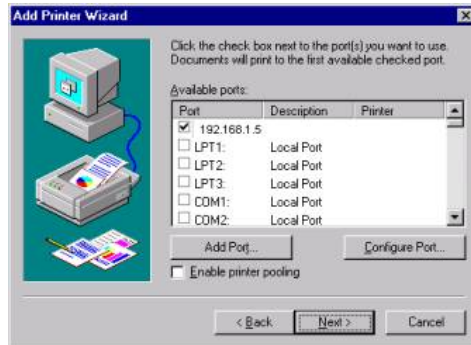 Add Printer Wizard
Click the check box next to the port(s) you want to use.
Documents will print to the first available checked port.
Available ports:
Port Description Printer
192.168.1.5
LPT1: Local Port
LPT2: Local Port
LPT3: Local Port
COM1: Local Port
COM2: Local Port
Add Port... Configure Port...
Enable printer pooling
< Back Next > Cancel